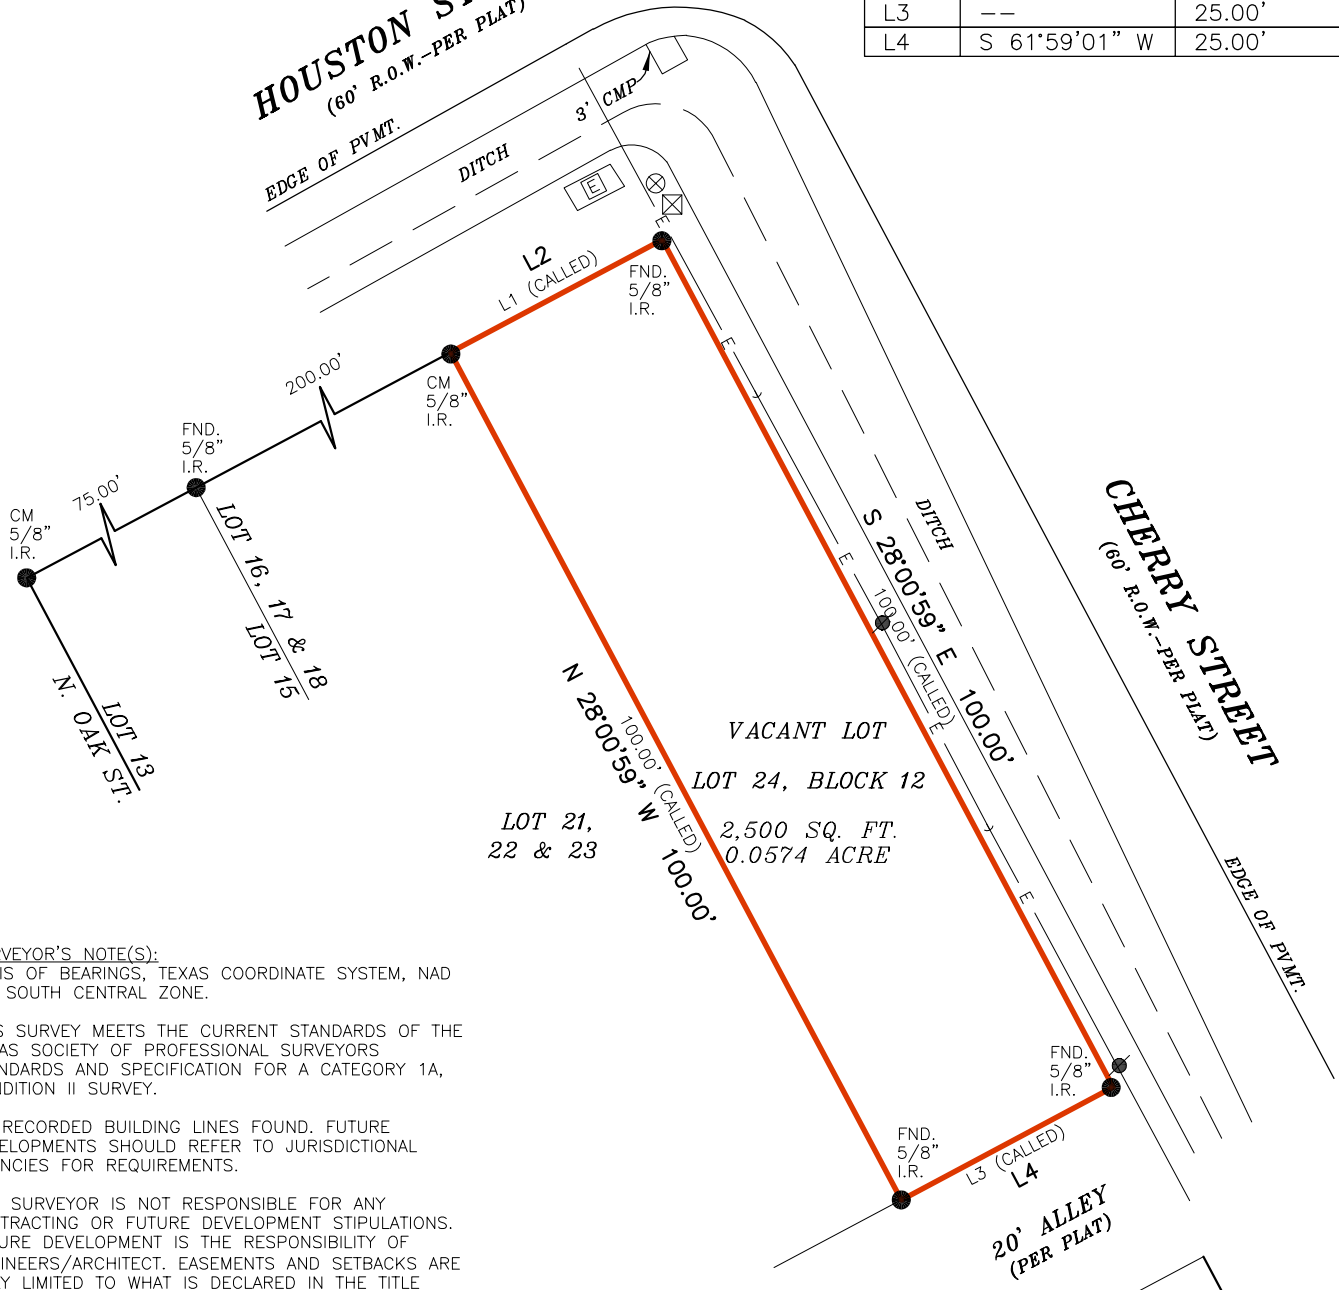 L3 -- 25.00'
L4 S 61°59'01" W 25.00'
HOUSTON
(60' R.O.W.-PER PLAT)
EDGE OF PVMT.
DITCH
3' CMP
E
E
L2
L1 (CALLED)
FND.
5/8"
I.R.
200.00'
CM
5/8"
I.R.
FND.
5/8"
I.R.
75.00'
CM
5/8"
I.R.
LOT 16, 17 & 18
LOT 15
LOT 13
N. OAK ST.
E
E
E
E
DITCH
S 28°00'59" E 100.00'
100.00' (CALLED)
CHERRY STREET
(60' R.O.W.-PER PLAT)
EDGE OF PVMT.
N 28°00'59" W 100.00'
100.00' (CALLED)
VACANT LOT
LOT 24, BLOCK 12
2,500 SQ. FT.
0.0574 ACRE
LOT 21,
22 & 23
FND.
5/8"
I.R.
FND.
5/8"
I.R.
L3 (CALLED)
L4
20' ALLEY
(PER PLAT)
RVEYOR'S NOTE(S):
IS OF BEARINGS, TEXAS COORDINATE SYSTEM, NAD
SOUTH CENTRAL ZONE.
S SURVEY MEETS THE CURRENT STANDARDS OF THE
AS SOCIETY OF PROFESSIONAL SURVEYORS
NDARDS AND SPECIFICATION FOR A CATEGORY 1A,
NDITION II SURVEY.
RECORDED BUILDING LINES FOUND. FUTURE
ELOPMENTS SHOULD REFER TO JURISDICTIONAL
NCIES FOR REQUIREMENTS.
SURVEYOR IS NOT RESPONSIBLE FOR ANY
TRACTING OR FUTURE DEVELOPMENT STIPULATIONS.
URE DEVELOPMENT IS THE RESPONSIBILITY OF
INEERS/ARCHITECT. EASEMENTS AND SETBACKS ARE
Y LIMITED TO WHAT IS DECLARED IN THE TITLE